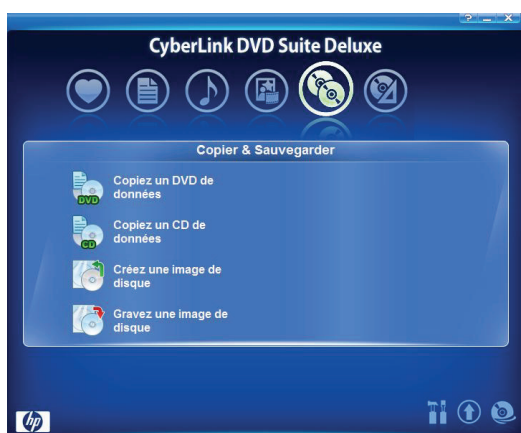 CyberLink DVD Suite Deluxe
Copier & Sauvegarder
DVD
Copiez un DVD de
données
CD
Copiez un CD de
données
Créez une image de
disque
Gravez une image de
disque
hp